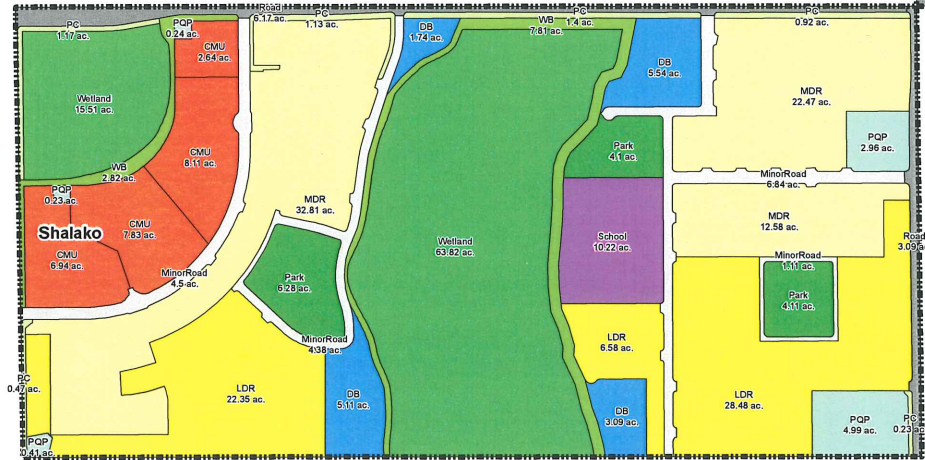 PC
1.17 ac.
PQP
0.24 ac.
Road
6.17 ac.
PC
1.13 ac.
DB
1.74 ac.
WB
7.81 ac.
PC
1.4 ac.
PC
0.92 ac.
CMU
2.64 ac.
DB
5.54 ac.
Wetland
15.51 ac.
MDR
22.47 ac.
PQP
2.96 ac.
CMU
8.11 ac.
Park
4.1 ac.
WB
2.82 ac.
MinorRoad
6.84 ac.
PQP
0.23 ac.
MDR
32.81 ac.
MDR
12.58 ac.
Shalako
CMU
7.83 ac.
Wetland
63.82 ac.
School
10.22 ac.
Road
3.09 a
CMU
6.94 ac.
MinorRoad
4.5 ac.
Park
6.28 ac.
MinorRoad
1.11 ac.
Park
4.11 ac.
MinorRoad
4.38 ac.
LDR
6.58 ac.
PC
0.47 ac.
LDR
22.35 ac.
DB
5.11 ac.
LDR
28.48 ac.
DB
3.09 ac.
PQP
4.99 ac.
PC
0.23 a
PQP
0.41 ac.